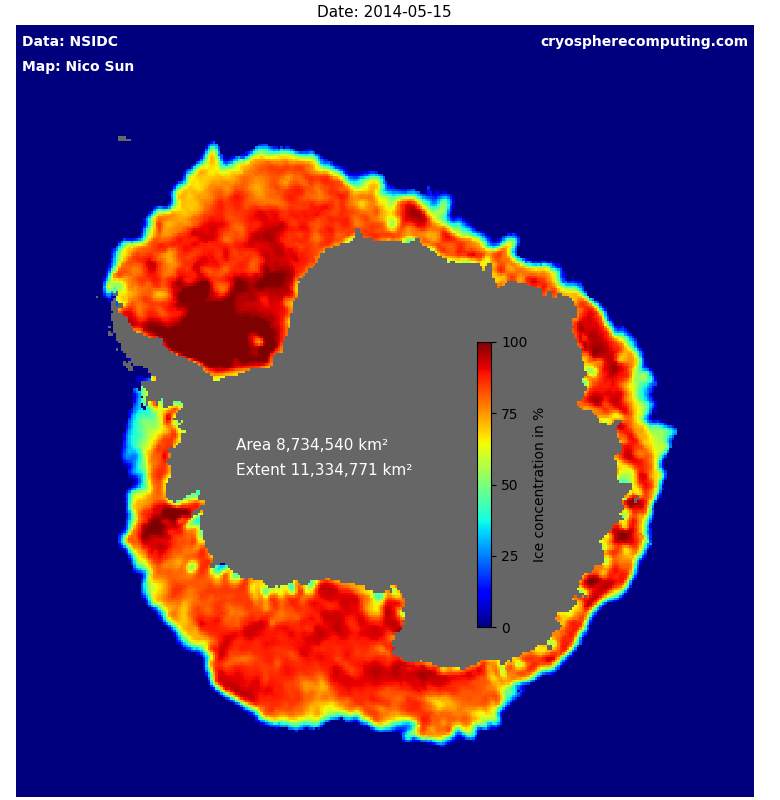 Date: 2014-05-15
Data: NSIDC
cryospherecomputing.com
Map: Nico Sun
Area 8,734,540 km²
Extent 11,334,771 km²
100
75
50
25
0
Ice concentration in %